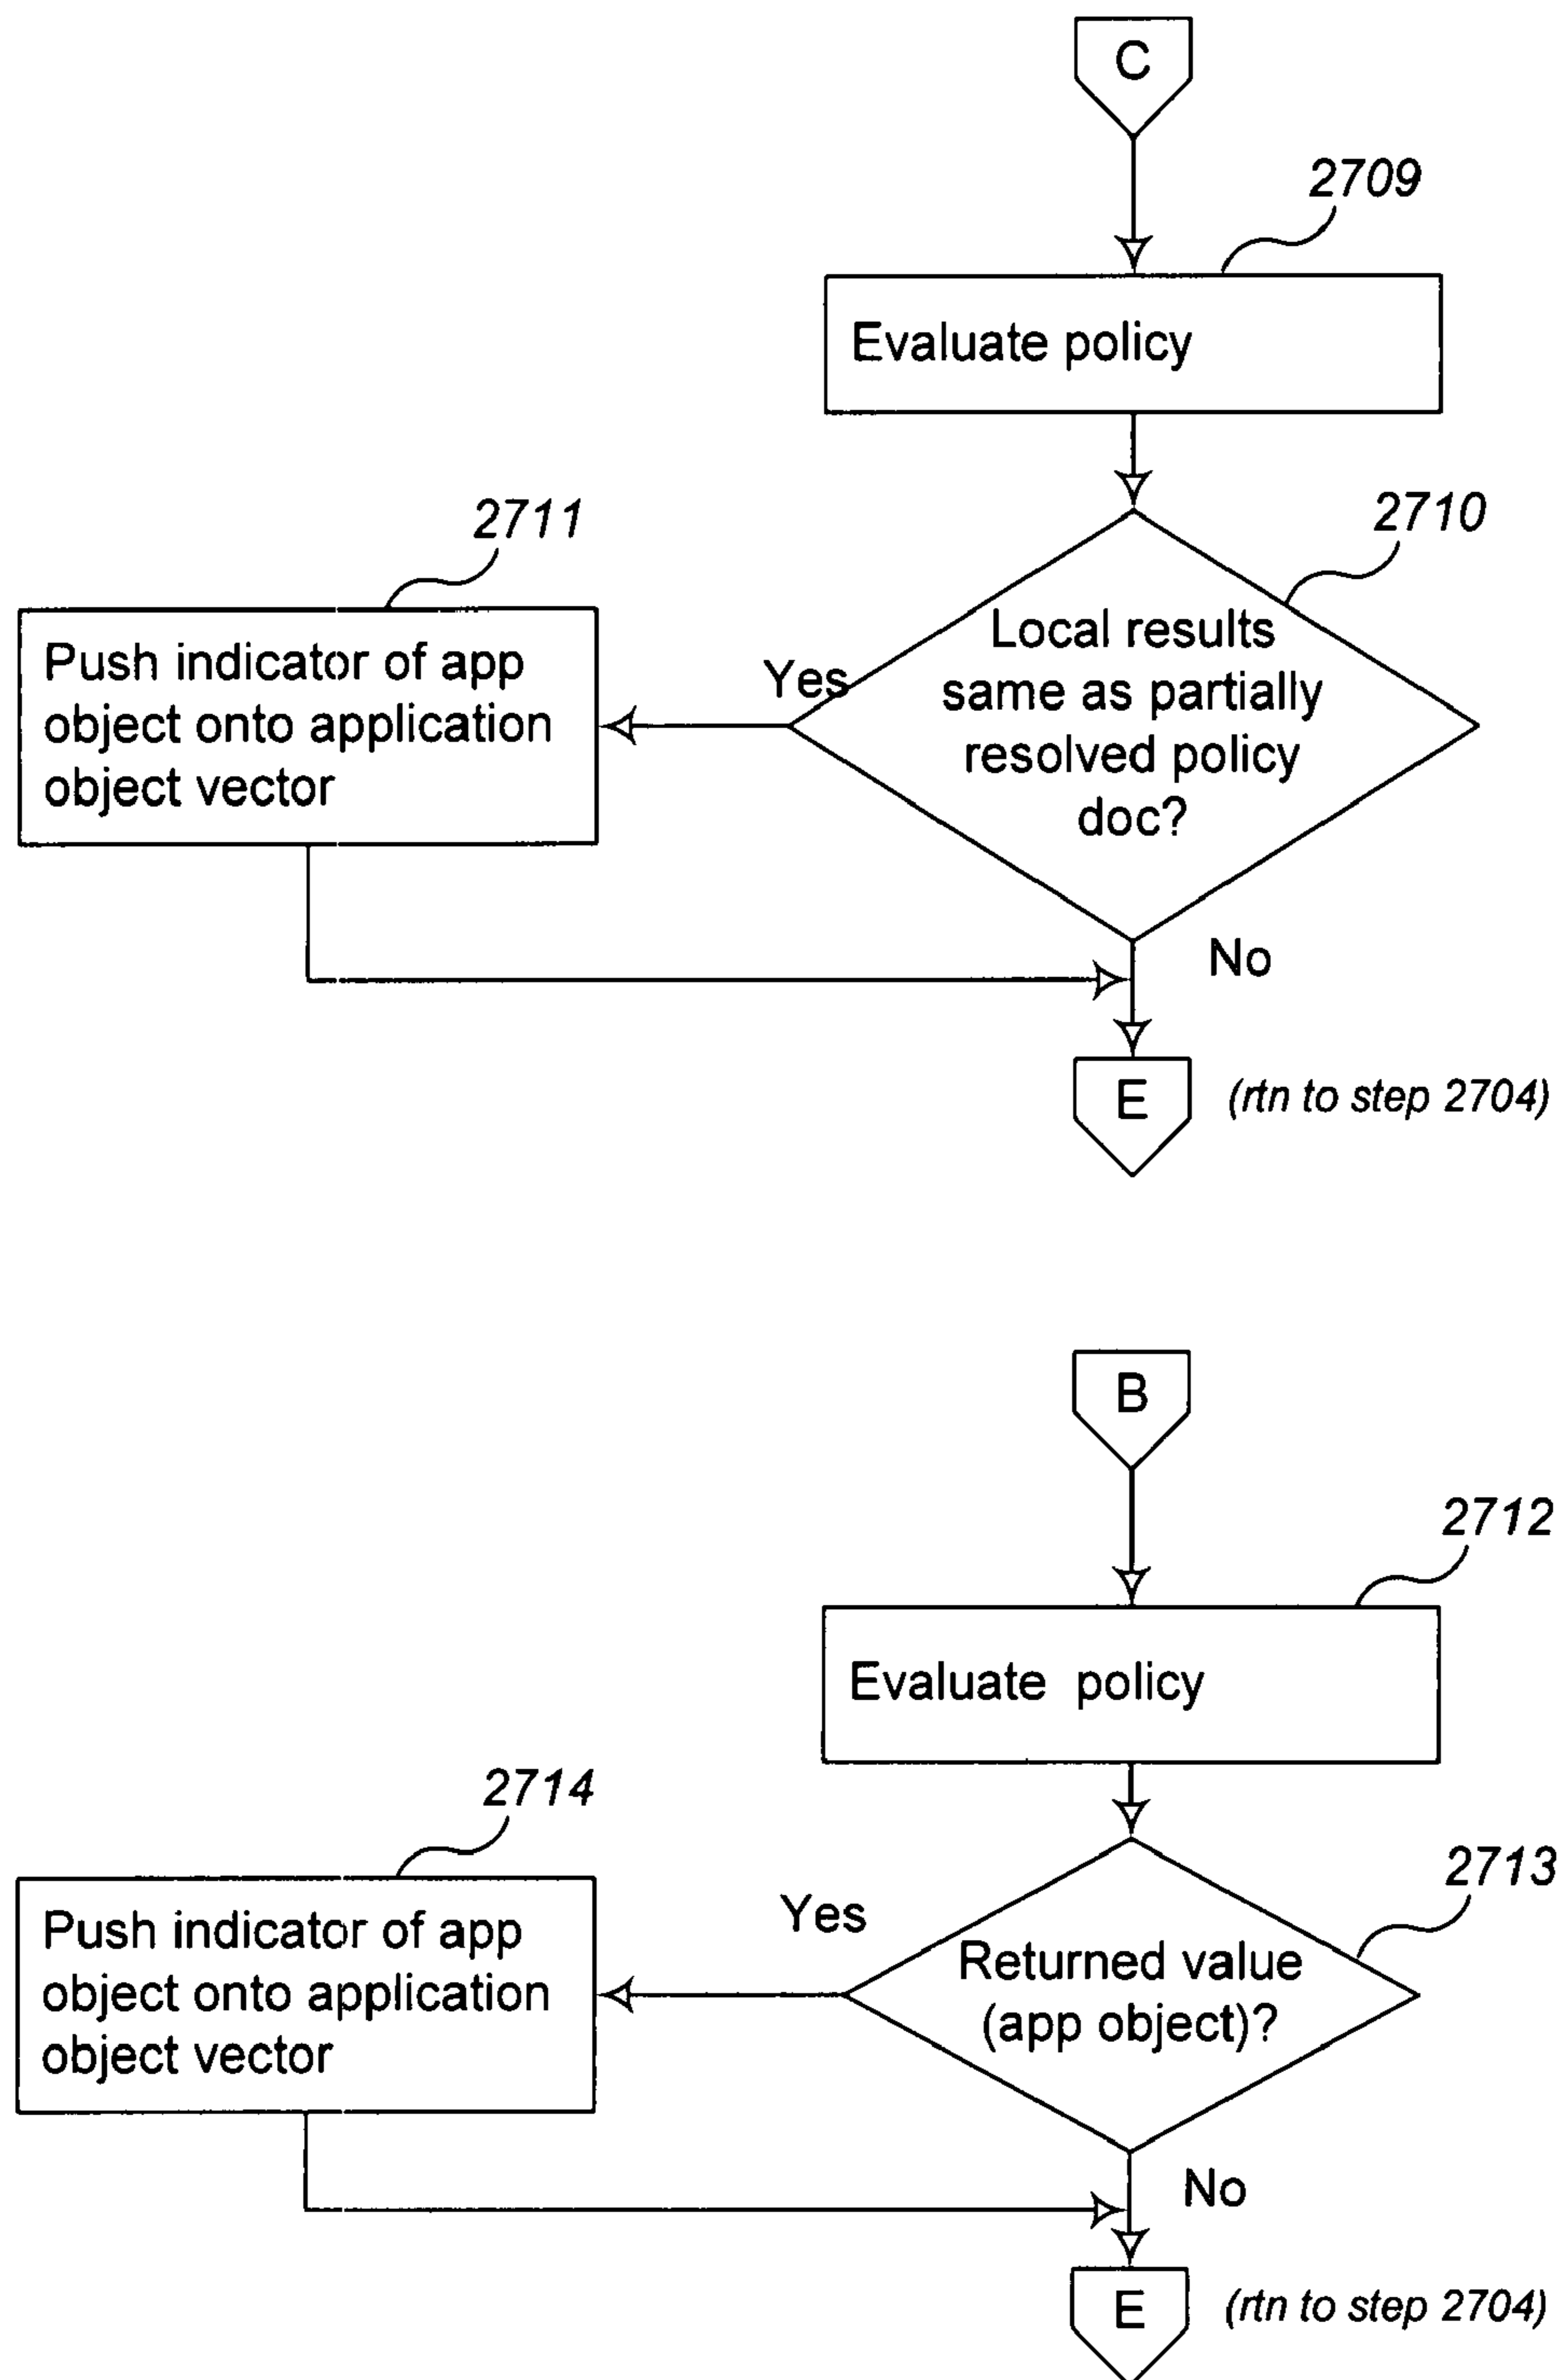 C
2709
Evaluate policy
2710
2711
Local results
same as partially
resolved policy
doc?
Yes
Push indicator of app
object onto application
object vector
No
E
(rtn to step 2704)
B
2712
Evaluate policy
2714
2713
Yes
Returned value
(app object)?
Push indicator of app
object onto application
object vector
No
E
(rtn to step 2704)